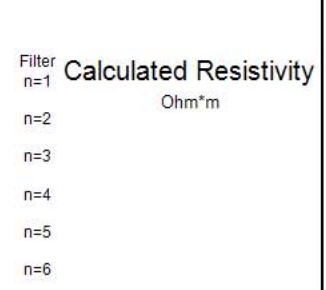 Filter
n=1
Calculated Resistivity
Ohm*m
n=2
n=3
n=4
n=5
n=6